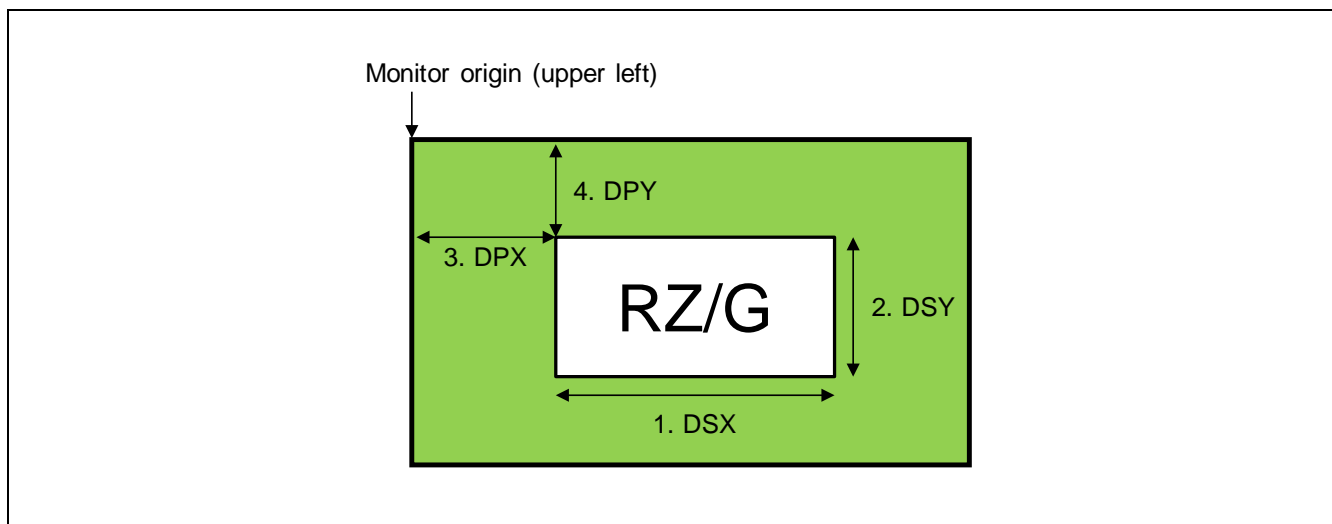 Monitor origin (upper left)
4. DPY
3. DPX
RZ/G
2. DSY
1. DSX